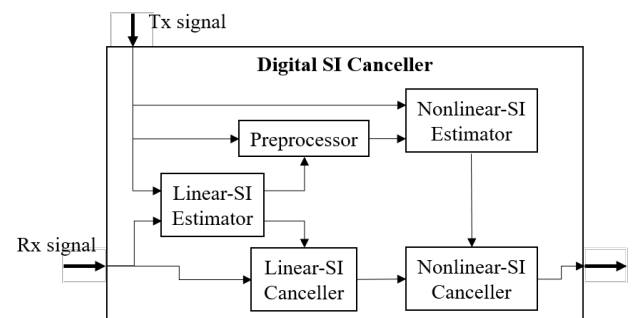 Tx signal
Digital SI Canceller
Nonlinear-SI
Estimator
Preprocessor
Linear-SI
Estimator
Rx signal
Linear-SI
Canceller
Nonlinear-SI
Canceller